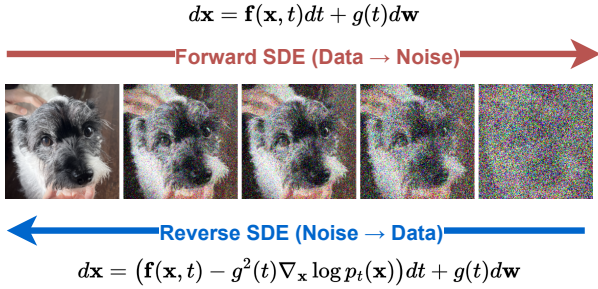 d𝐱 = 𝐟(𝐱, t)dt + g(t)d𝐰
Forward SDE (Data → Noise)
Reverse SDE (Noise → Data)
d𝐱 = (𝐟(𝐱, t) − g²(t)∇𝐱 log pₜ(𝐱))dt + g(t)d𝐰